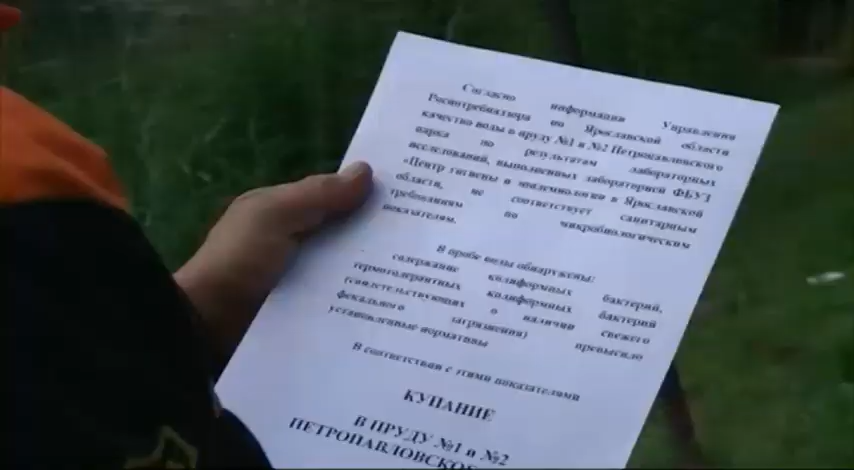 Согласно информации Управления
Роспотребнадзора по Ярославской области
качество воды в пруду №1 и №2 Петропавловского
парка по результатам лабораторных
исследований, выполненных лабораторией ФБУЗ
«Центр гигиены и эпидемиологии в Ярославской
области, не соответствует санитарным
требованиям по микробиологическим
показателям.
В пробе воды обнаружены:
содержание колиформных бактерий,
термотолерантных колиформных бактерий
(свидетельствующих о наличии свежего
фекального загрязнения) превысило
установленные нормативы
В соответствии с этими показателями
КУПАНИЕ
В ПРУДУ №1 и №2
ПЕТРОПАВЛОВСКОГ